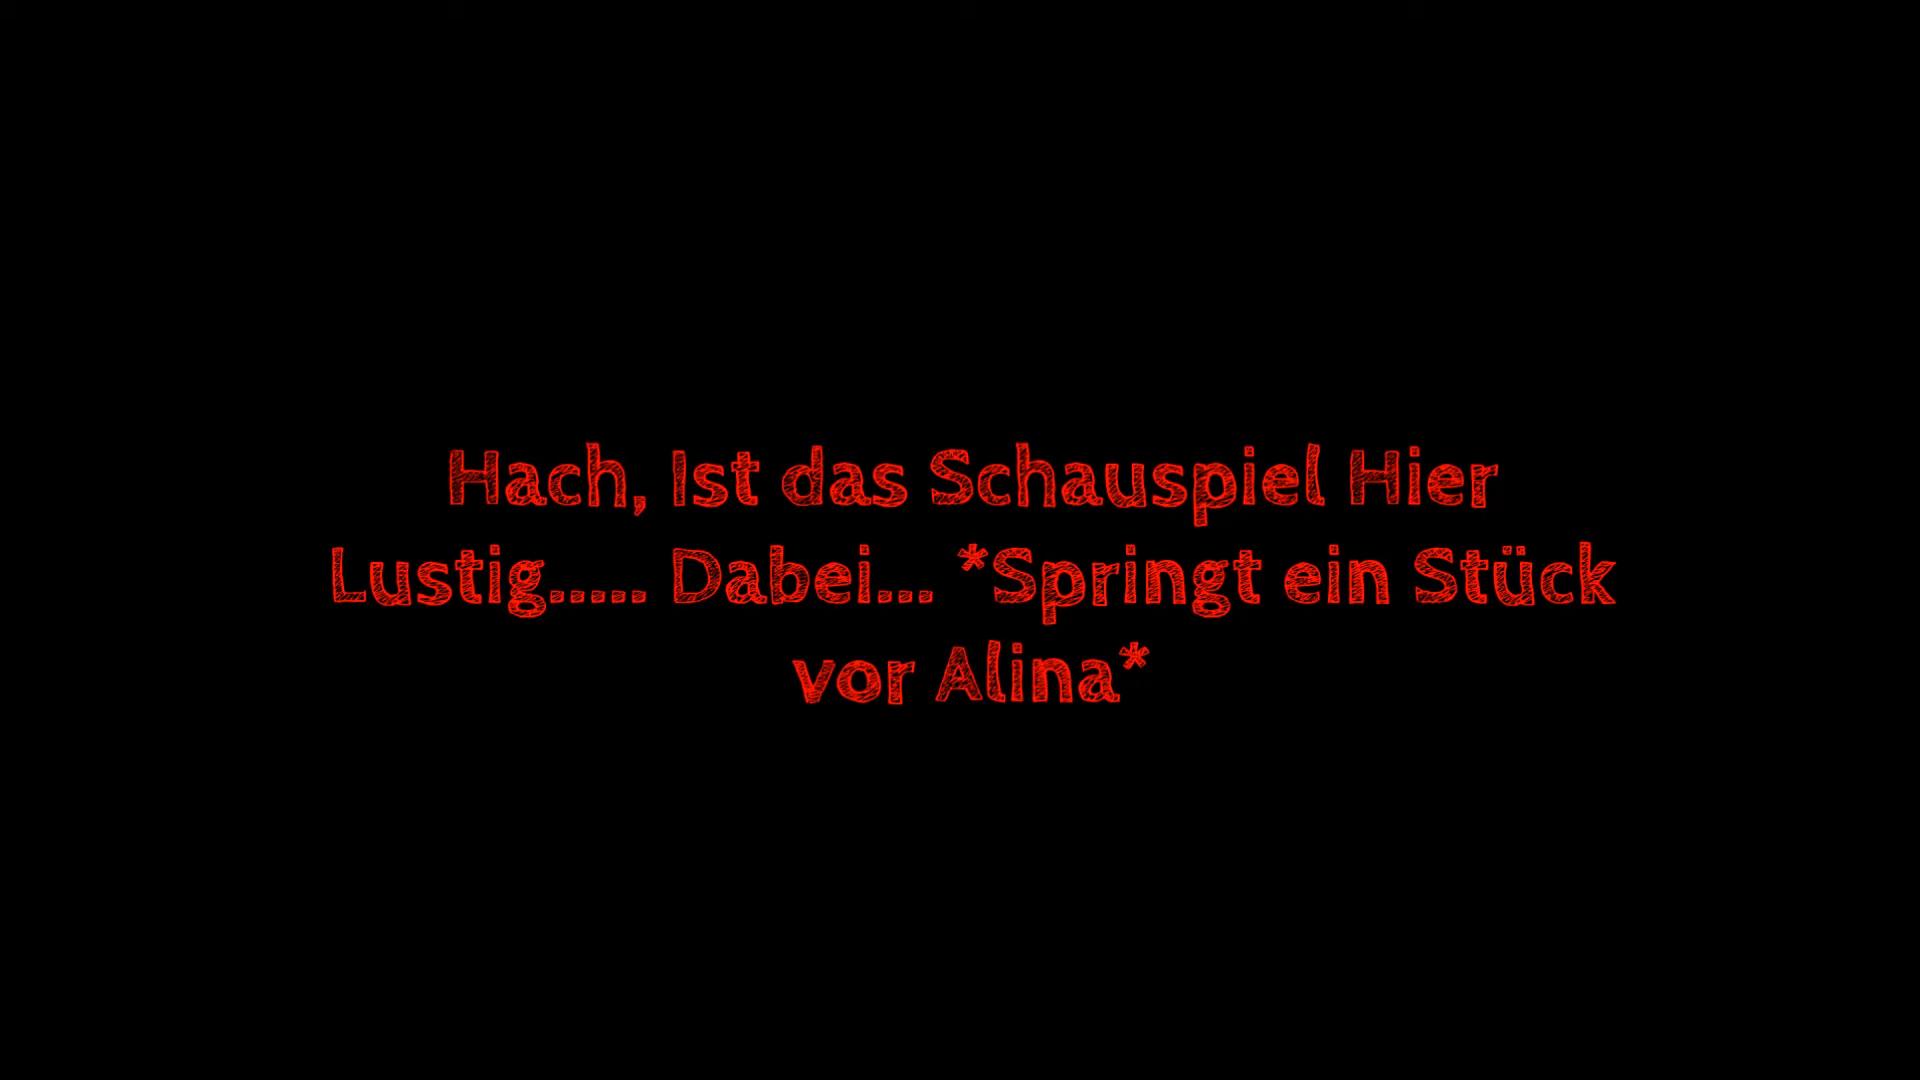 Hach, Ist das Schauspiel Hier
Lustig..... Dabei... *Springt ein Stück
vor Alina*